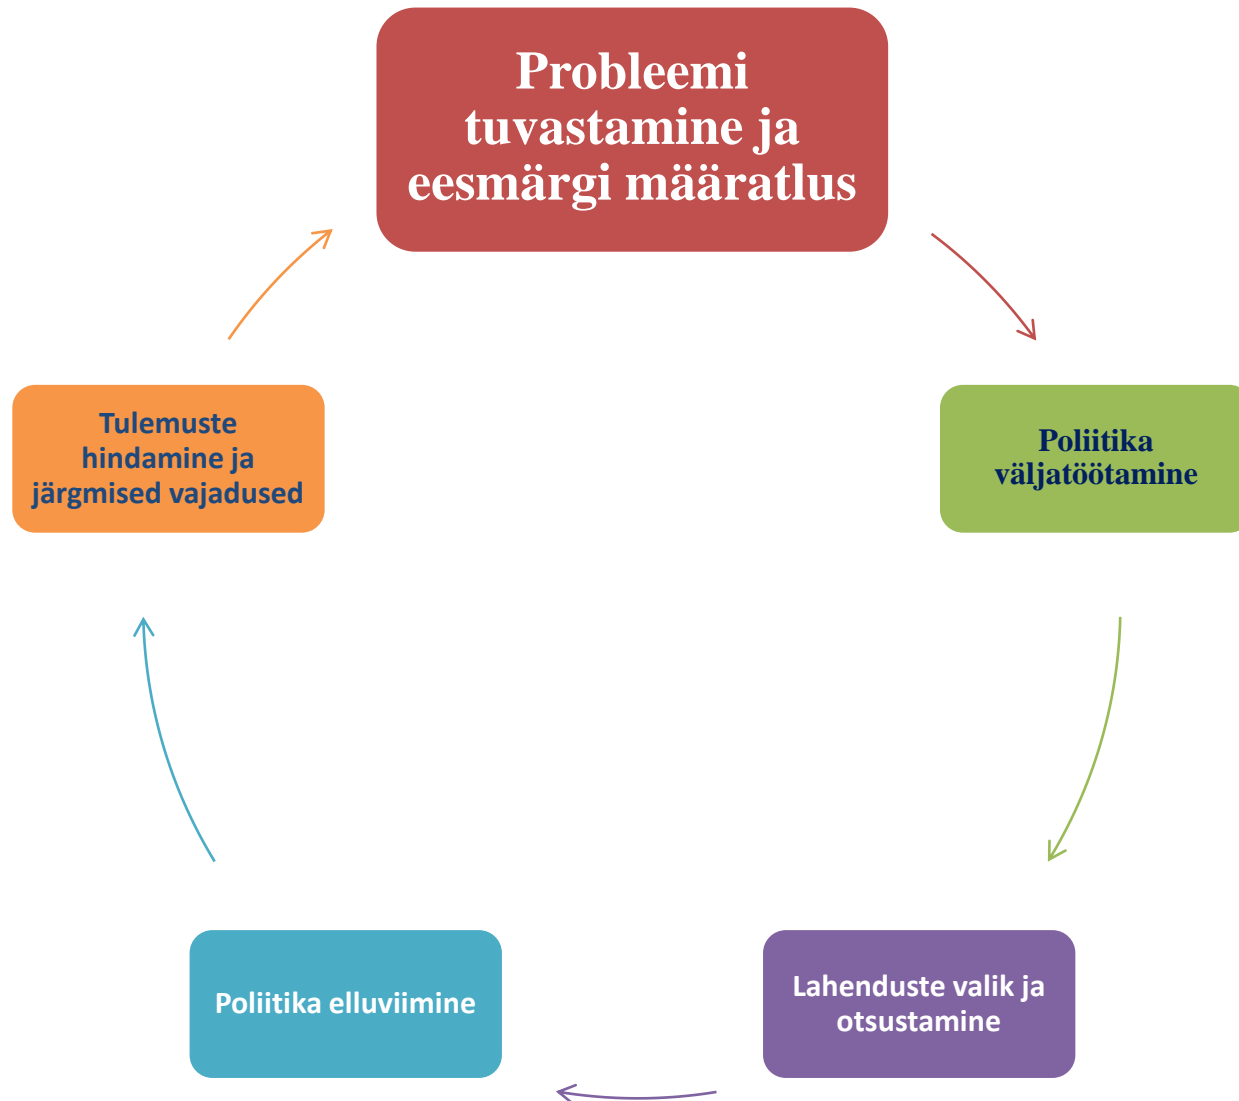 Probleemi
tuvastamine ja
eesmärgi määratlus
Poliitika
väljatöötamine
Lahenduste valik ja
otsustamine
Poliitika elluviimine
Tulemuste
hindamine ja
järgmised vajadused